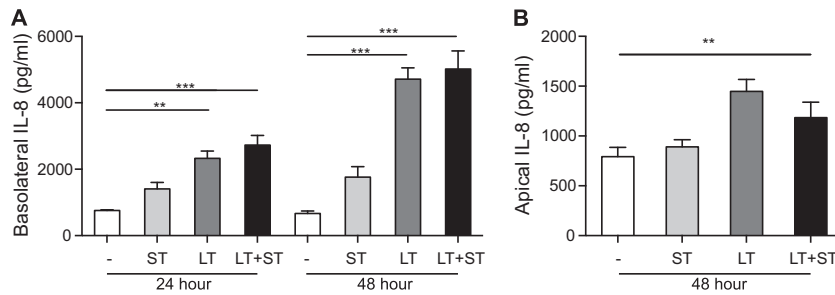 A
Basolateral IL-8 (pg/ml)
6000
4000
2000
0
***
**
***
***
- ST LT LT+ST - ST LT LT+ST
24 hour 48 hour
B
Apical IL-8 (pg/ml)
2000
1500
1000
500
0
**
- ST LT LT+ST
48 hour